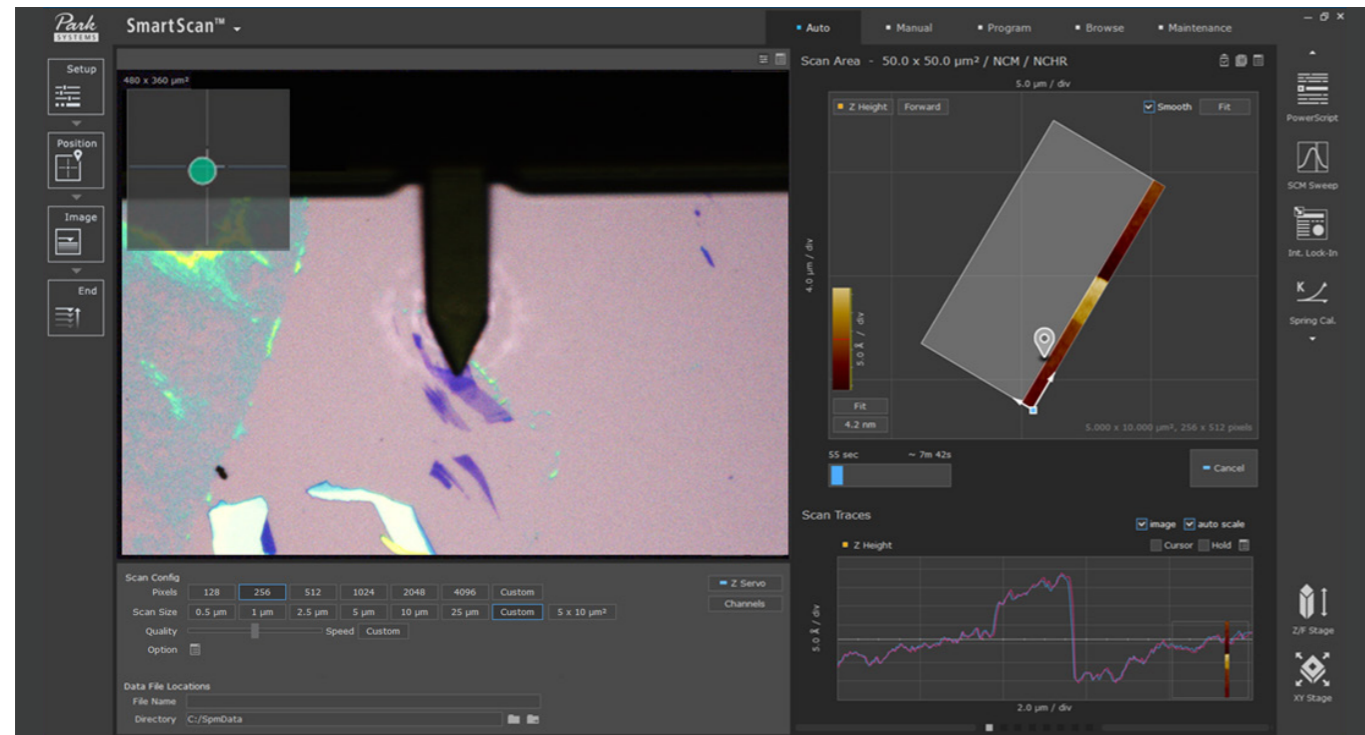 Park
SYSTEMS
SmartScan™
Auto
Manual
Program
Browse
Maintenance
Setup
Position
Image
End
480 x 360 µm²
Scan Area - 50.0 x 50.0 µm² / NCM / NCHR
5.0 µm / div
Z Height
Forward
Smooth
Fit
4.0 µm / div
5.0 Å / div
Fit
4.2 nm
5.000 x 10.000 µm², 256 x 512 pixels
55 sec
~ 7m 42s
Cancel
Scan Traces
image
auto scale
Z Height
Cursor
Hold
5.0 Å / div
2.0 µm / div
PowerScript
SCM Sweep
Int. Lock-In
K
Spring Cal.
Z/F Stage
XY Stage
Scan Config
Pixels 128 256 512 1024 2048 4096 Custom
Scan Size 0.5 µm 1 µm 2.5 µm 5 µm 10 µm 25 µm Custom 5 x 10 µm²
Quality Speed Custom
Option
Z Servo
Channels
Data File Locations
File Name
Directory C:/SpmData